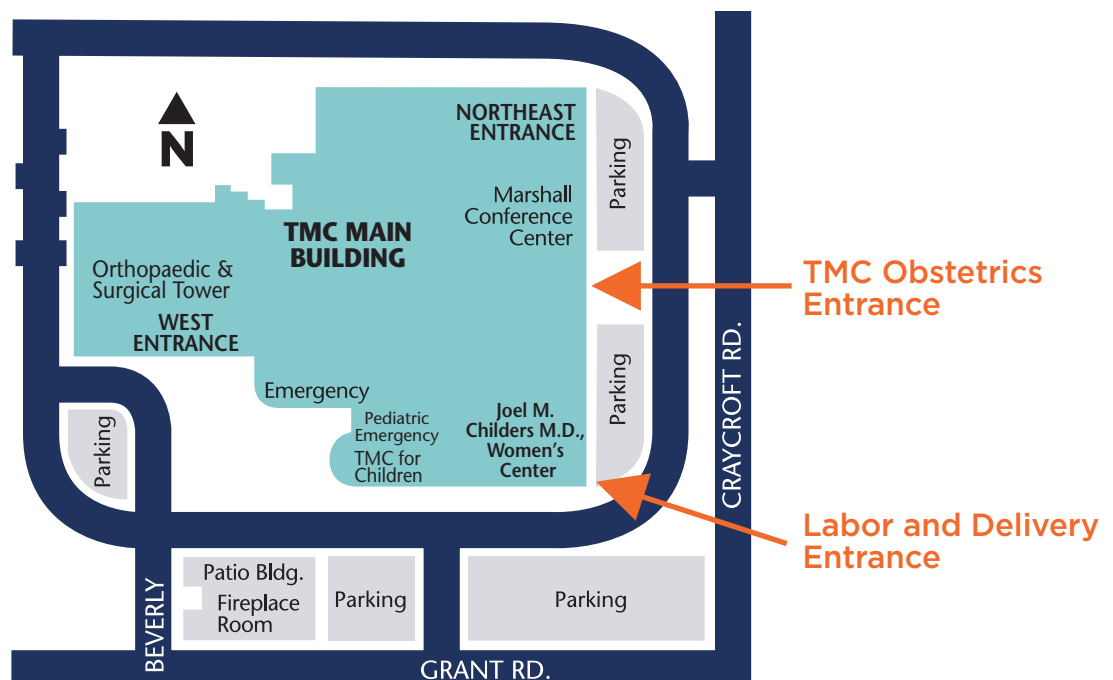 NORTHEAST
ENTRANCE
Parking
N
Marshall
Conference
Center
TMC MAIN
BUILDING
Orthopaedic &
Surgical Tower
WEST
ENTRANCE
TMC Obstetrics
Entrance
CRAYCROFT RD.
Parking
Emergency
Pediatric
Emergency
TMC for
Children
Joel M.
Childers M.D.,
Women's
Center
Parking
Labor and Delivery
Entrance
BEVERLY
Patio Bldg.
Fireplace
Room
Parking
Parking
GRANT RD.